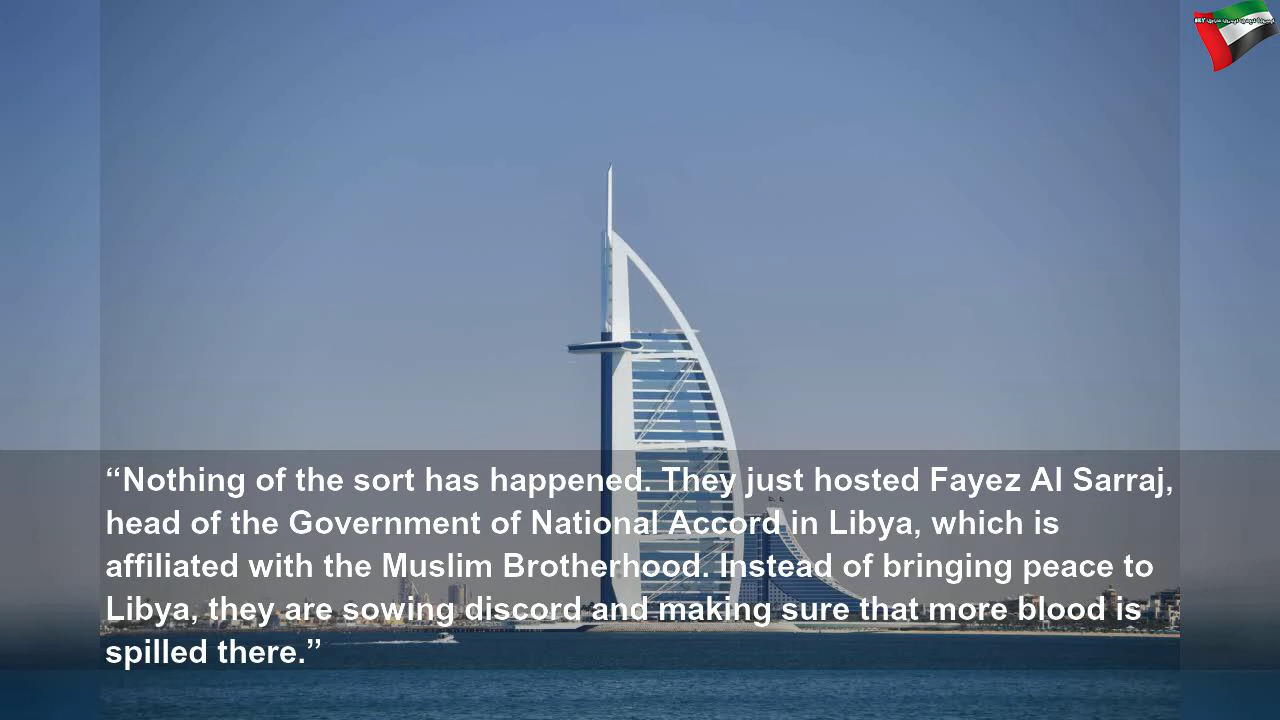 “Nothing of the sort has happened. They just hosted Fayez Al Sarraj,
head of the Government of National Accord in Libya, which is
affiliated with the Muslim Brotherhood. Instead of bringing peace to
Libya, they are sowing discord and making sure that more blood is
spilled there.”